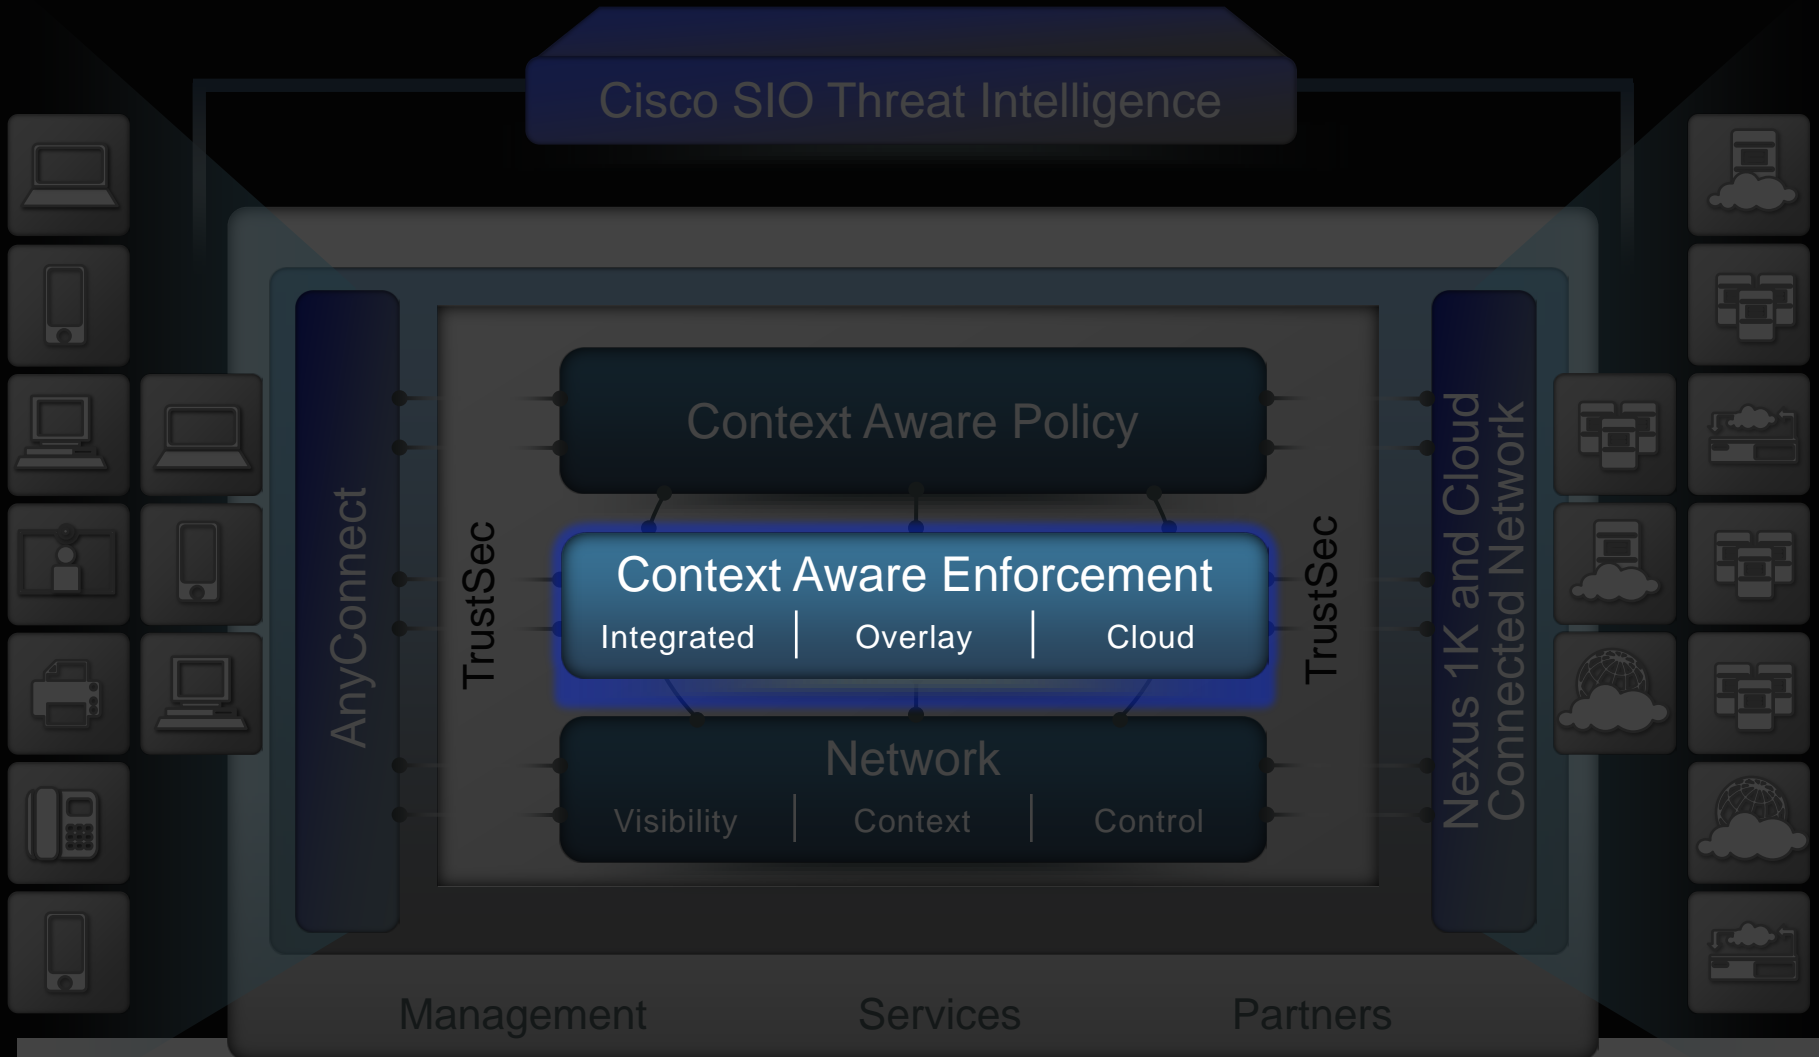 Cisco SIO Threat Intelligence
AnyConnect
TrustSec
Context Aware Policy
Context Aware Enforcement
Integrated | Overlay | Cloud
Network
Visibility | Context | Control
TrustSec
Nexus 1K and Cloud
Connected Network
Management Services Partners